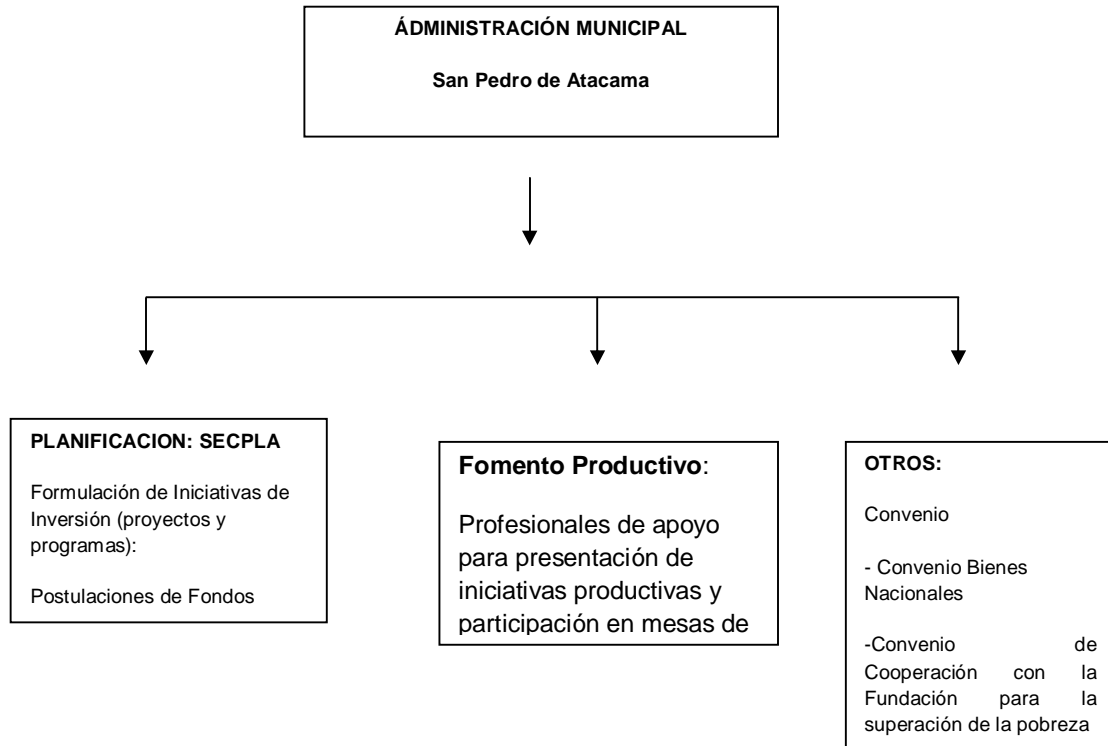 ÁDMINISTRACIÓN MUNICIPAL
San Pedro de Atacama
PLANIFICACION: SECPLA
Formulación de Iniciativas de
Inversión (proyectos y
programas):
Postulaciones de Fondos
Fomento Productivo:
Profesionales de apoyo
para presentación de
iniciativas productivas y
participación en mesas de
OTROS:
Convenio
- Convenio Bienes
Nacionales
-Convenio de
Cooperación con la
Fundación para la
superación de la pobreza